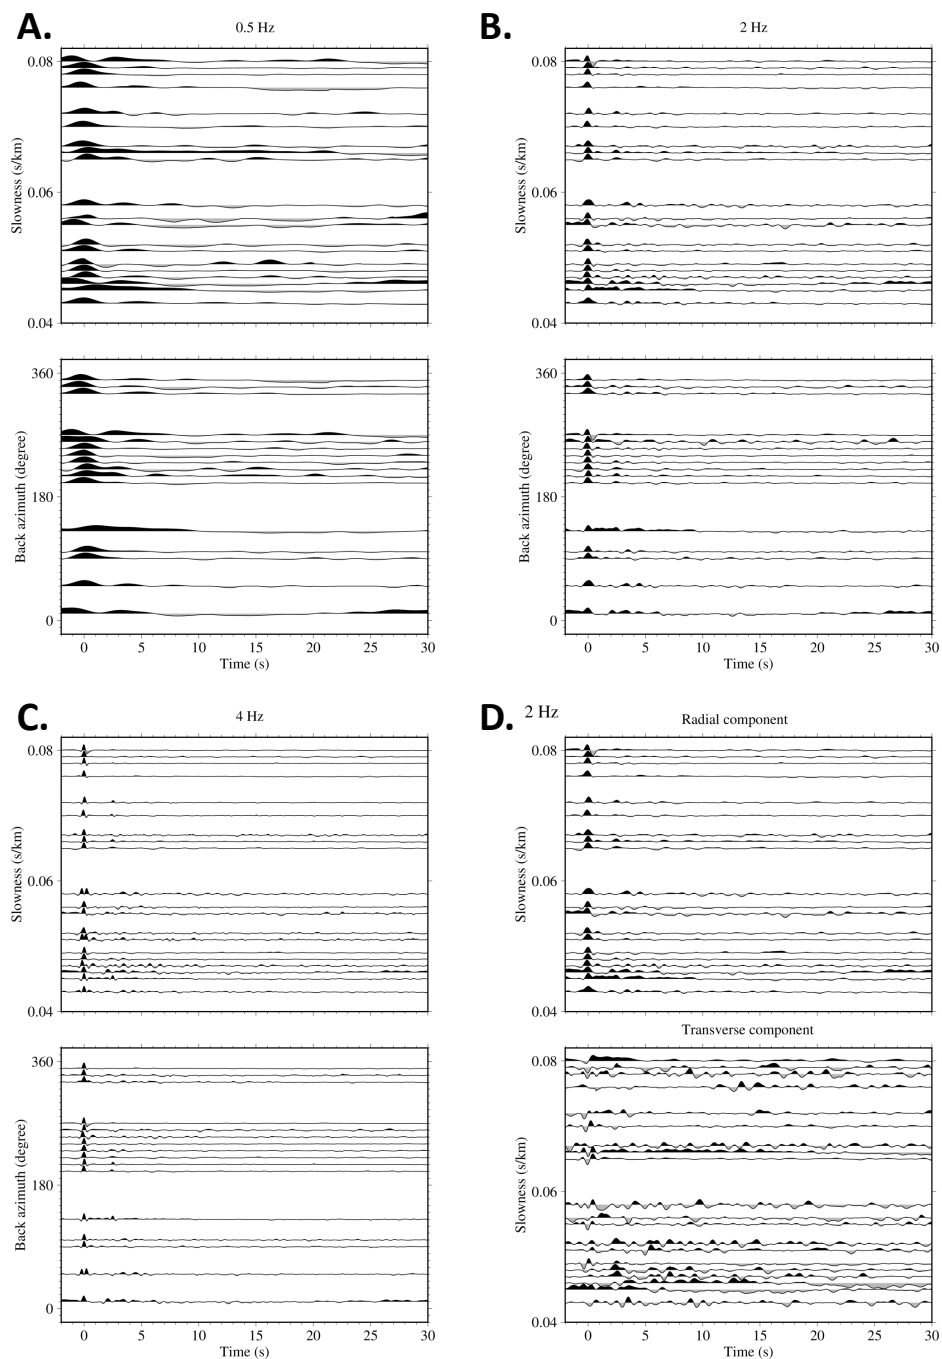 A.
0.5 Hz
0.08
0.06
0.04
Slowness (s/km)
360
180
0
Back azimuth (degree)
0 5 10 15 20 25 30
Time (s)
B.
2 Hz
0.08
0.06
0.04
Slowness (s/km)
360
180
0
Back azimuth (degree)
0 5 10 15 20 25 30
Time (s)
C.
4 Hz
0.08
0.06
0.04
Slowness (s/km)
360
180
0
Back azimuth (degree)
0 5 10 15 20 25 30
Time (s)
D. 2 Hz
Radial component
0.08
0.06
0.04
Slowness (s/km)
Transverse component
0.08
0.06
0.04
Slowness (s/km)
0 5 10 15 20 25 30
Time (s)